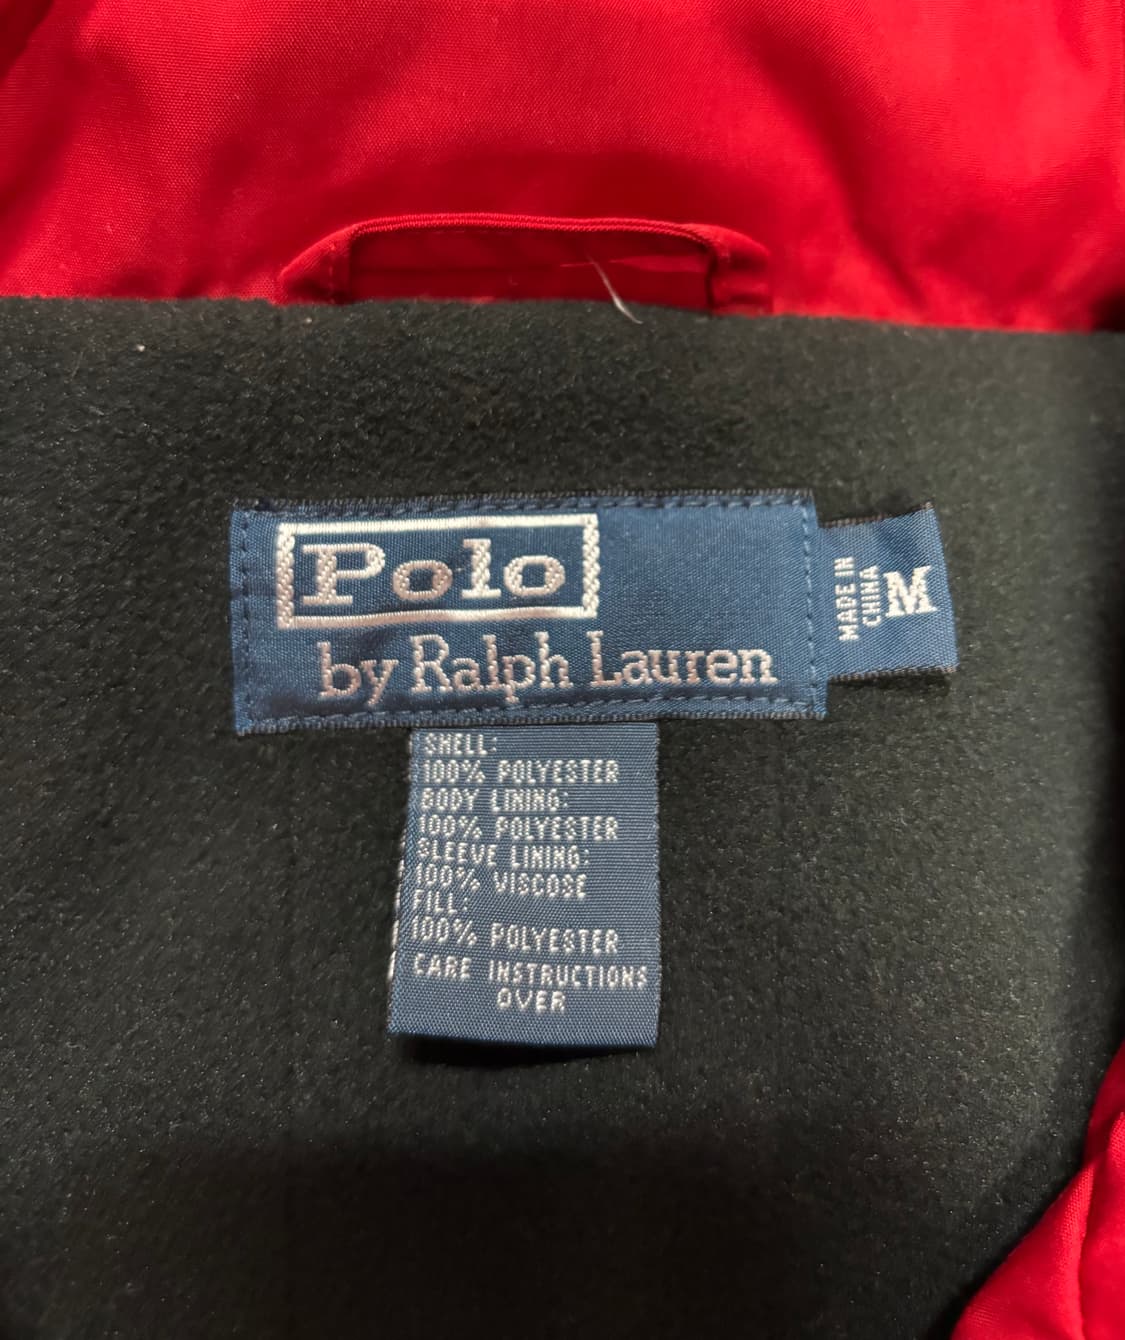 Polo
by Ralph Lauren
MADE IN
CHINA
M
SHELL:
100% POLYESTER
BODY LINING:
100% POLYESTER
SLEEVE LINING:
100% VISCOSE
FILL:
100% POLYESTER
CARE INSTRUCTIONS
OVER